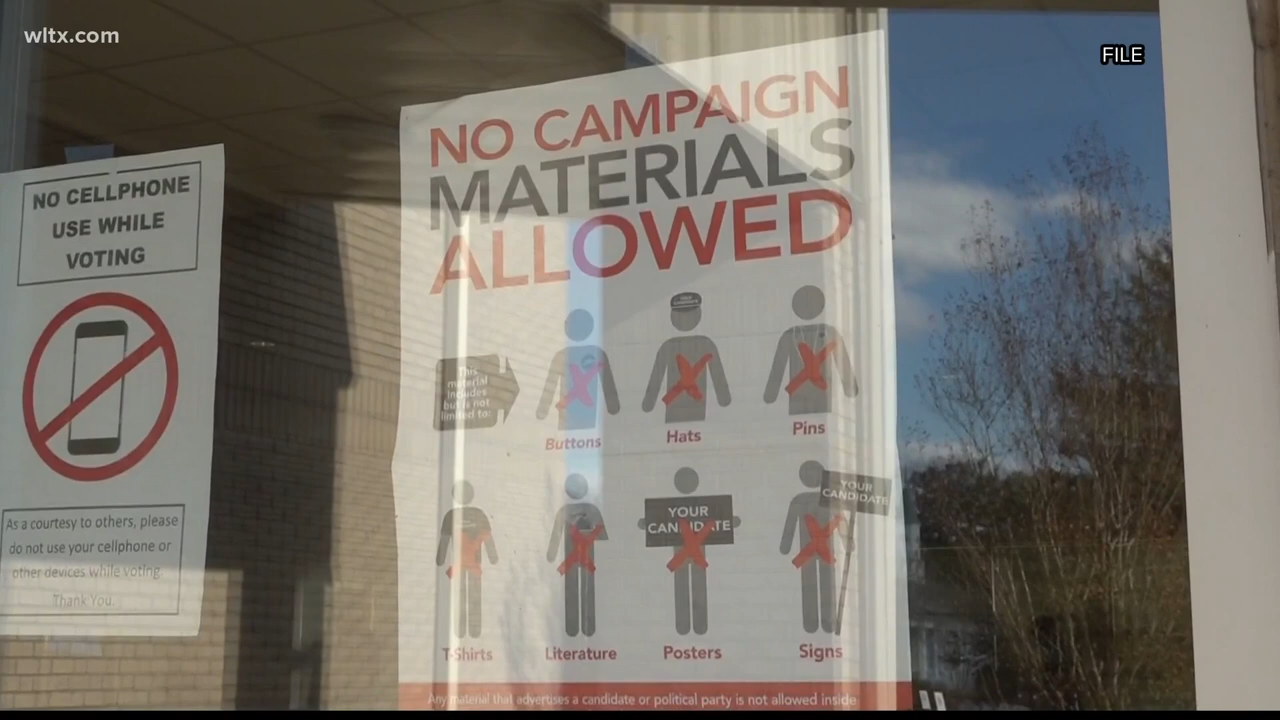 wltx.com
FILE
NO CELLPHONE
USE WHILE
VOTING
As a courtesy to others, please
do not use your cellphone or
other devices while voting
Thank You.
NO CAMPAIGN
MATERIALS
ALLOWED
This
material
includes
but is not
limited to:
Buttons
Hats
Pins
YOUR
CANDIDATE
YOUR
CANDIDATE
T-Shirts
Literature
Posters
Signs
Any material that advertises a candidate or political party is not allowed inside